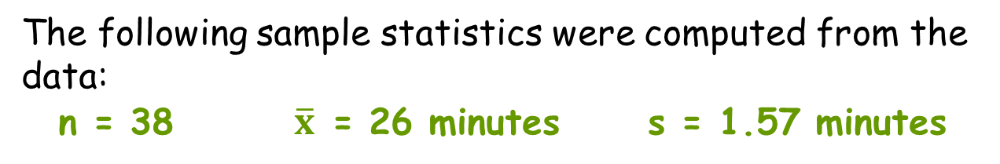 The following sample statistics were computed from the
data:
n = 38 x̅ = 26 minutes s = 1.57 minutes